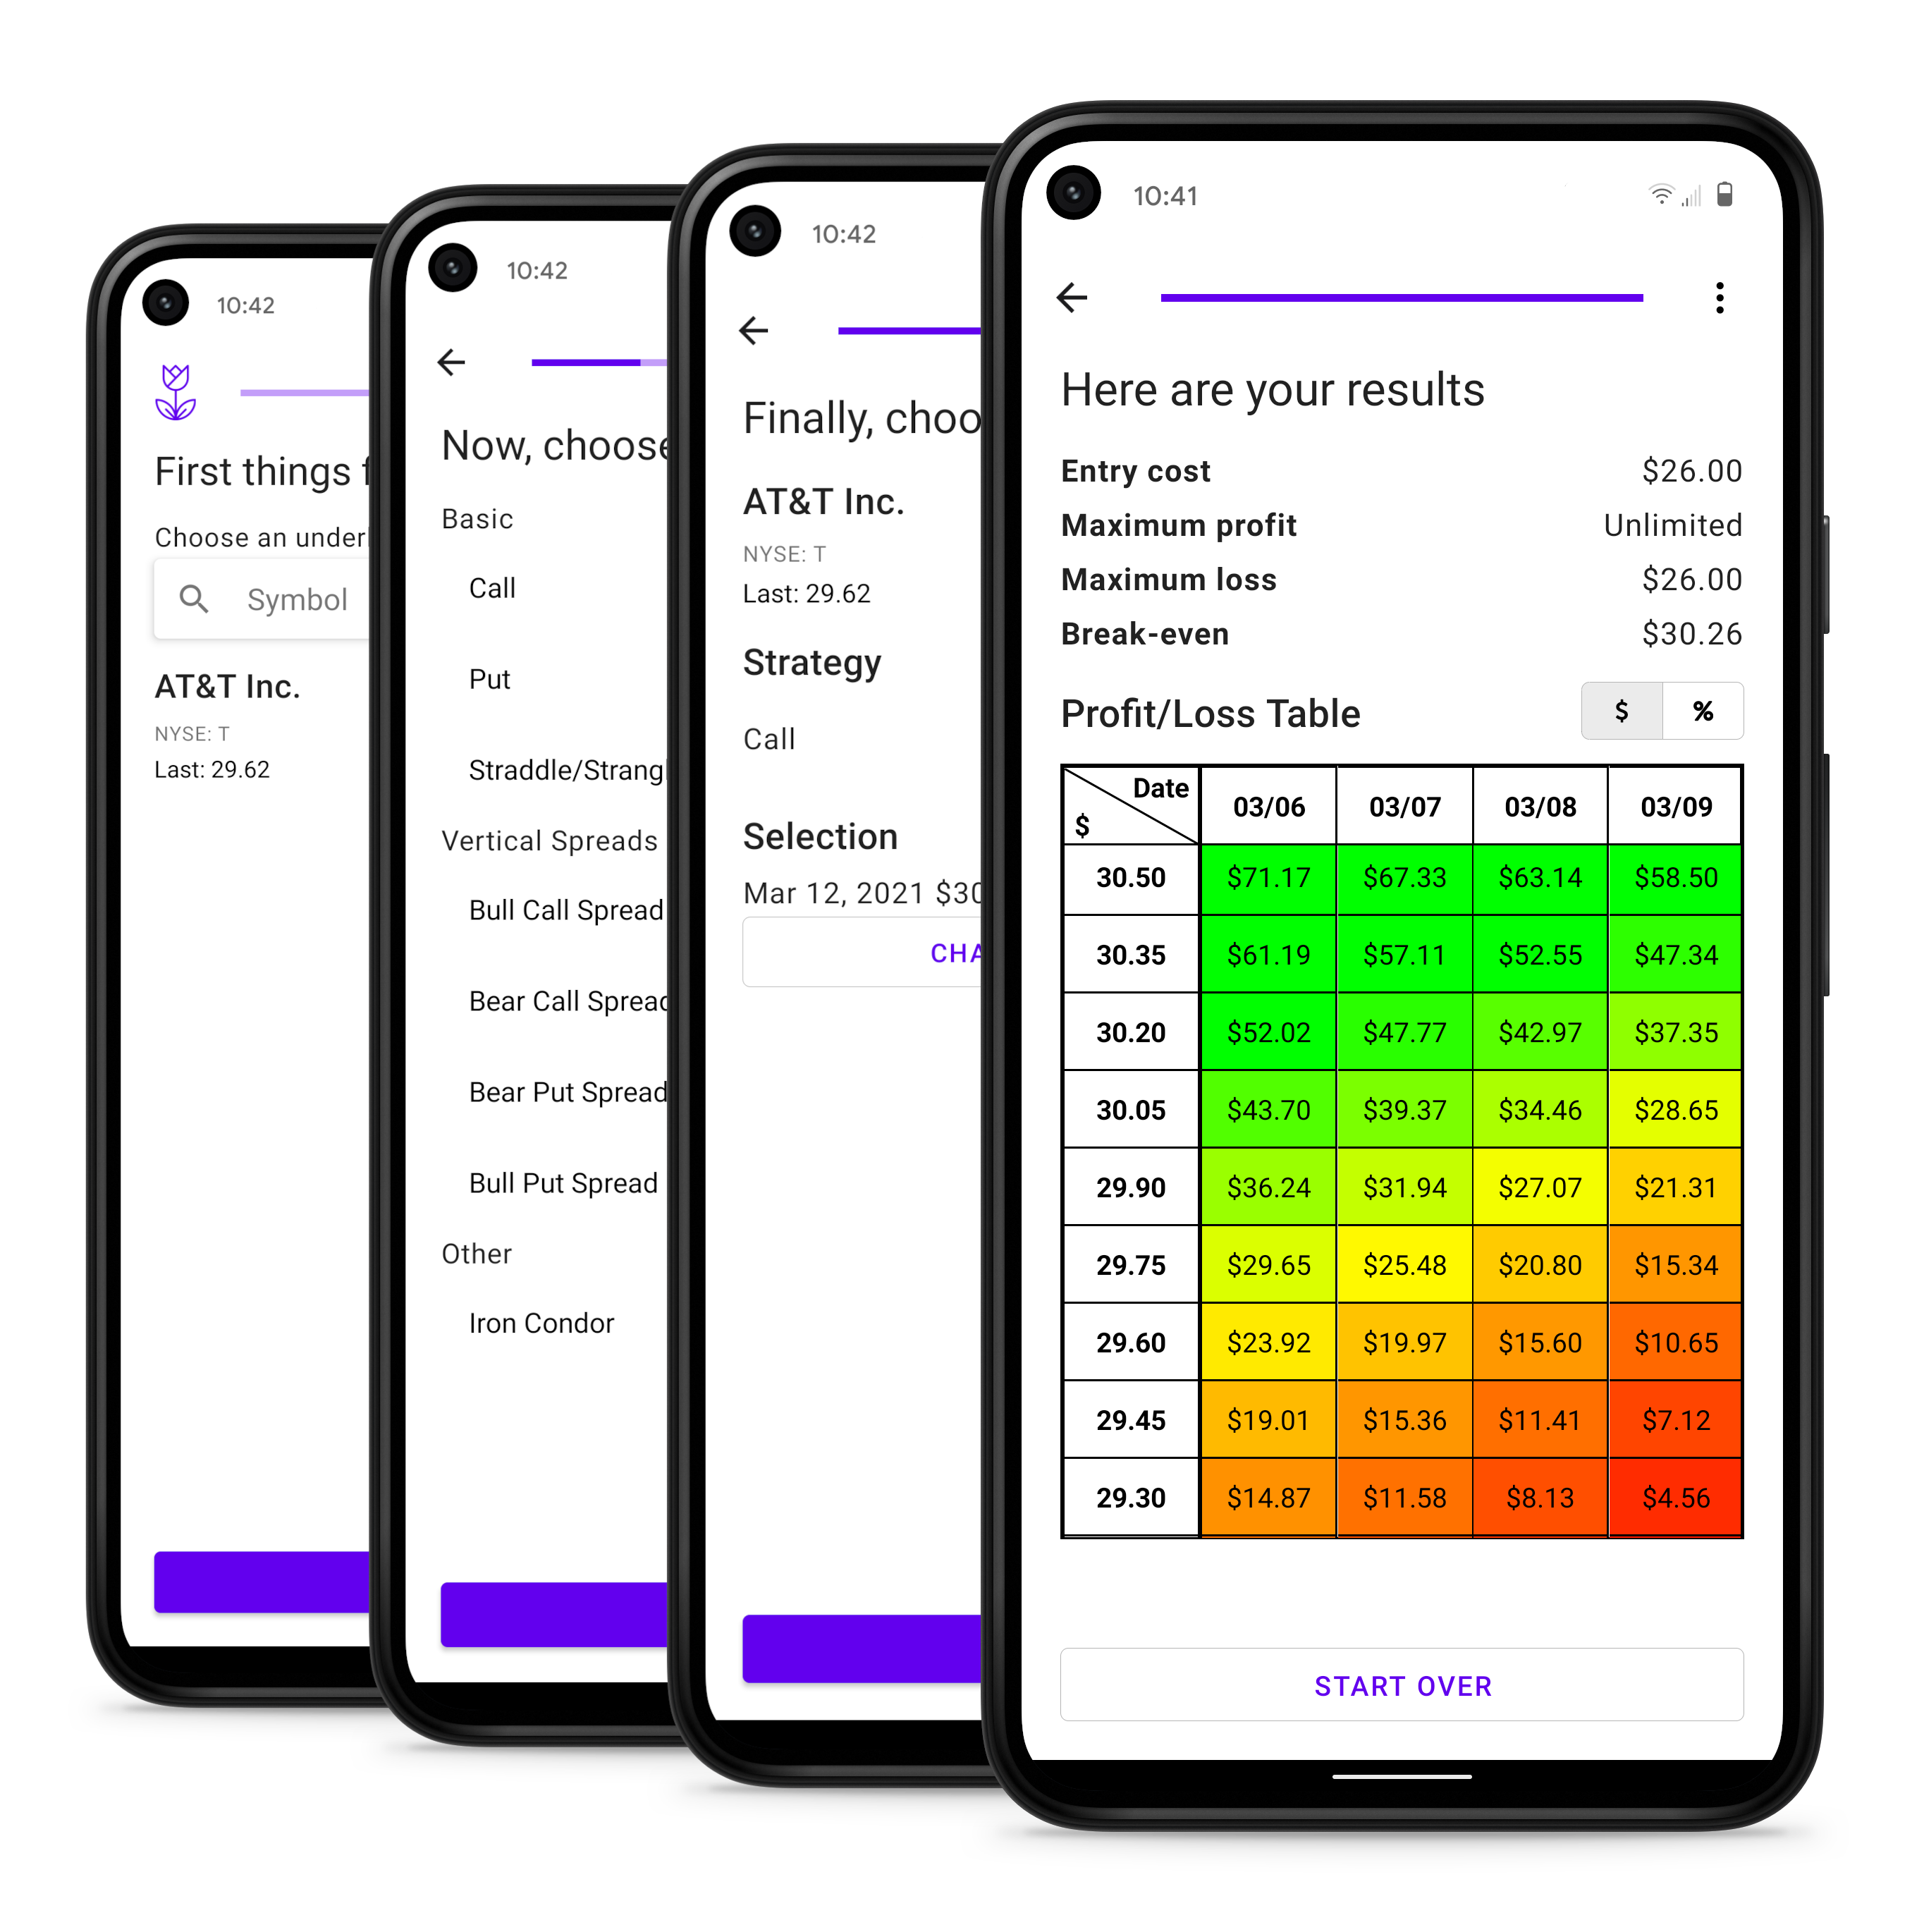 10:42
First things
Choose an
Symbol
AT&T Inc.
NYSE: T
Last: 29.62
10:42
Now, choose
Basic
Call
Put
Straddle/
Vertical Spreads
Bull Call Spread
Bear Call Spread
Bear Put Spread
Bull Put Spread
Other
Iron Condor
10:42
Finally,
AT&T Inc.
NYSE: T
Last: 29.62
Strategy
Call
Selection
Mar 12, 2021 $30
10:41
Here are your results
Entry cost $26.00
Maximum profit Unlimited
Maximum loss $26.00
Break-even $30.26
Profit/Loss Table $ %
Date $ 03/06 03/07 03/08 03/09
30.50 $71.17 $67.33 $63.14 $58.50
30.35 $61.19 $57.11 $52.55 $47.34
30.20 $52.02 $47.77 $42.97 $37.35
30.05 $43.70 $39.37 $34.46 $28.65
29.90 $36.24 $31.94 $27.07 $21.31
29.75 $29.65 $25.48 $20.80 $15.34
29.60 $23.92 $19.97 $15.60 $10.65
29.45 $19.01 $15.36 $11.41 $7.12
29.30 $14.87 $11.58 $8.13 $4.56
START OVER